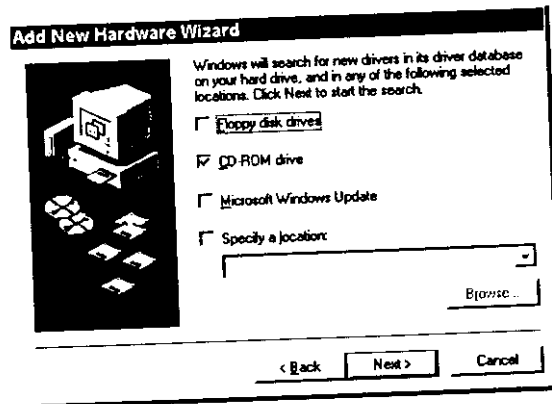 Add New Hardware Wizard
Windows will search for new drivers in its driver database
on your hard drive, and in any of the following selected
locations. Click Next to start the search.
Floppy disk drives
CD-ROM drive
Microsoft Windows Update
Specify a location:
Browse...
< Back Next > Cancel